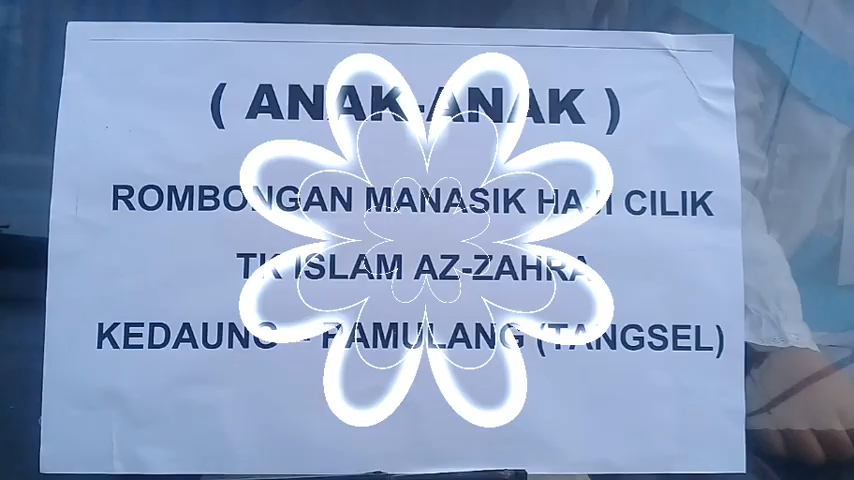 ( ANAK-ANAK )
ROMBONGAN MANASIK HAJI CILIK
TK ISLAM AZ-ZAHRA
KEDAUNG - PAMULANG (TANGSEL)